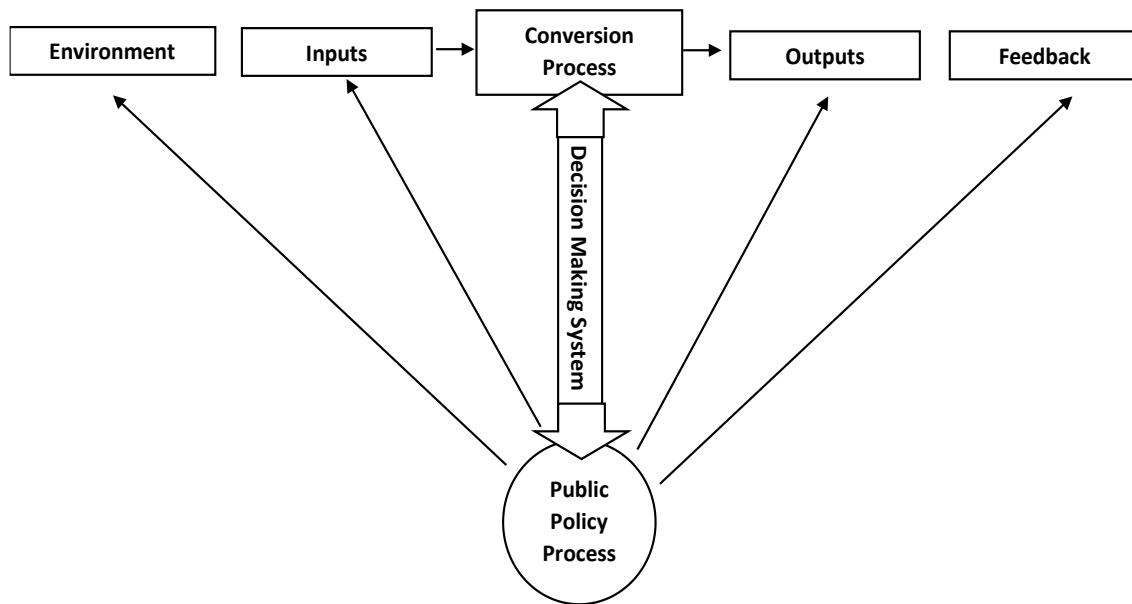 Environment
Inputs
Conversion
Process
Outputs
Feedback
Decision Making System
Public
Policy
Process